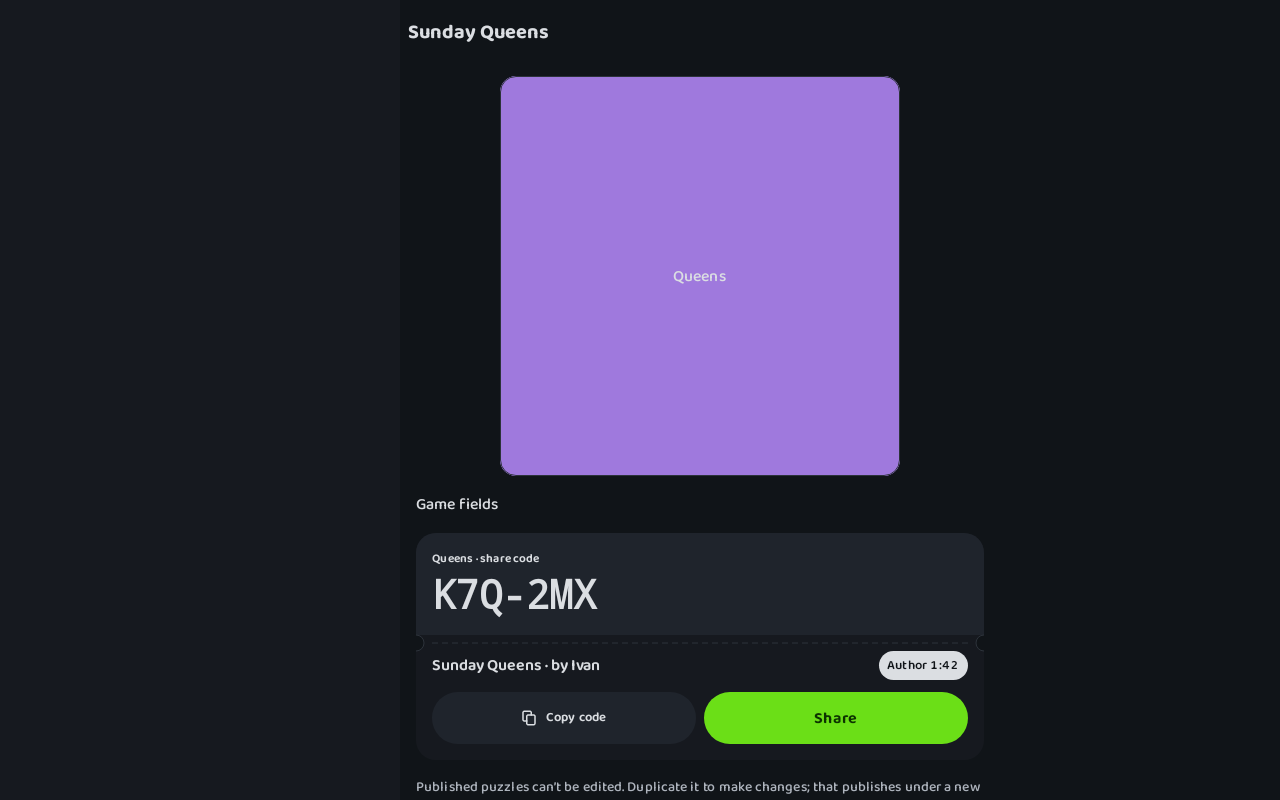 Sunday Queens
Queens
Game fields
Queens · share code
K7Q-2MX
Sunday Queens · by Ivan
Author 1:42
Copy code
Share
Published puzzles can’t be edited. Duplicate it to make changes; that publishes under a new